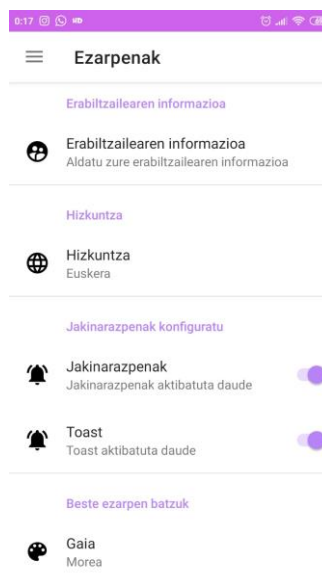 0:17 HD
Ezarpenak
Erabiltzailearen informazioa
Erabiltzailearen informazioa
Aldatu zure erabiltzailearen informazioa
Hizkuntza
Hizkuntza
Euskera
Jakinarazpenak konfiguratu
Jakinarazpenak
Jakinarazpenak aktibatuta daude
Toast
Toast aktibatuta daude
Beste ezarpen batzuk
Gaia
Morea